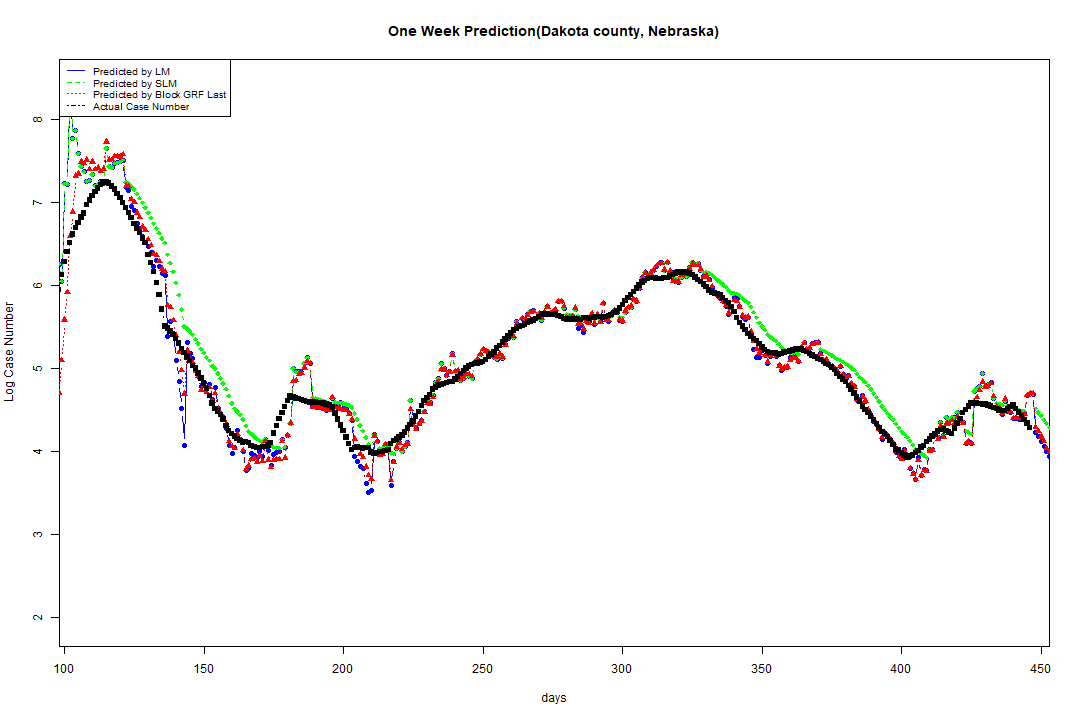 One Week Prediction(Dakota county, Nebraska)
Predicted by LM
Predicted by SLM
Predicted by Block GRF Last
Actual Case Number
8
7
6
5
4
3
2
Log Case Number
100 150 200 250 300 350 400 450
days